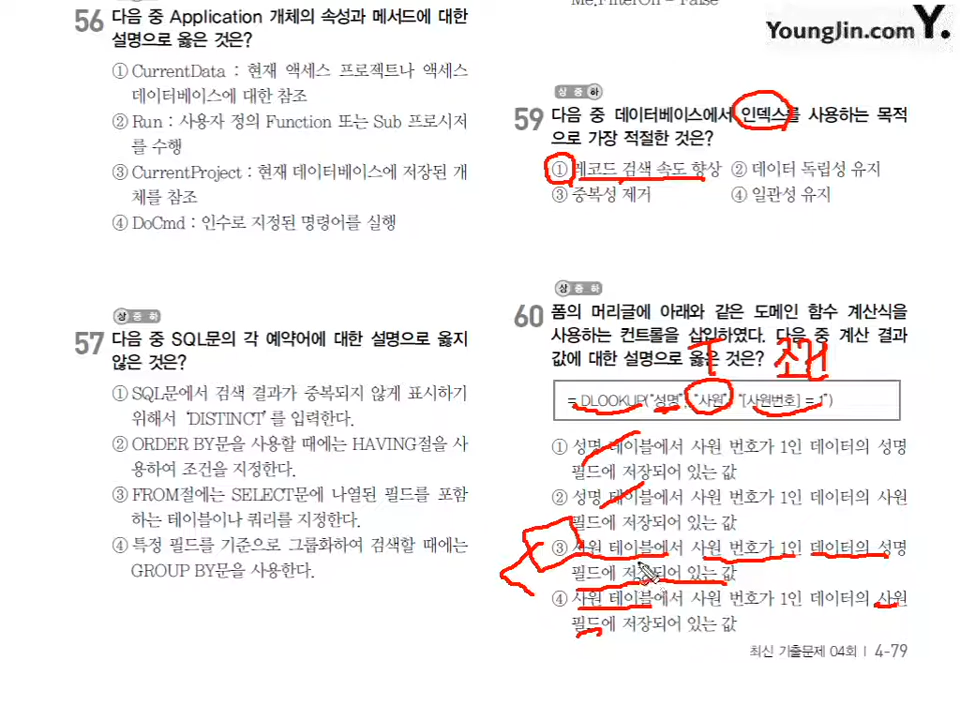 56 다음 중 Application 개체의 속성과 메서드에 대한
설명으로 옳은 것은?
① CurrentData : 현재 액세스 프로젝트나 액세스
데이터베이스에 대한 참조
② Run : 사용자 정의 Function 또는 Sub 프로시저
를 수행
③ CurrentProject : 현재 데이터베이스에 저장된 개
체를 참조
④ DoCmd : 인수로 지정된 명령어를 실행
상 중 하
57 다음 중 SQL문의 각 예약어에 대한 설명으로 옳지
않은 것은?
① SQL문에서 검색 결과가 중복되지 않게 표시하기
위해서 ‘DISTINCT’를 입력한다.
② ORDER BY문을 사용할 때에는 HAVING절을 사
용하여 조건을 지정한다.
③ FROM절에는 SELECT문에 나열된 필드를 포함
하는 테이블이나 쿼리를 지정한다.
④ 특정 필드를 기준으로 그룹화하여 검색할 때에는
GROUP BY문을 사용한다.
Me.FilterOn = False
YoungJin.com Y.
상 중 하
59 다음 중 데이터베이스에서 인덱스를 사용하는 목적
으로 가장 적절한 것은?
① 레코드 검색 속도 향상 ② 데이터 독립성 유지
③ 중복성 제거 ④ 일관성 유지
상 중 하
60 폼의 머리글에 아래와 같은 도메인 함수 계산식을
사용하는 컨트롤을 삽입하였다. 다음 중 계산 결과
값에 대한 설명으로 옳은 것은?
T 조건
= DLOOKUP("성명", "사원", "[사원번호] = 1")
① 성명 테이블에서 사원 번호가 1인 데이터의 성명
필드에 저장되어 있는 값
② 성명 테이블에서 사원 번호가 1인 데이터의 사원
필드에 저장되어 있는 값
③ 사원 테이블에서 사원 번호가 1인 데이터의 성명
필드에 저장되어 있는 값
④ 사원 테이블에서 사원 번호가 1인 데이터의 사원
필드에 저장되어 있는 값
최신 기출문제 04회 | 4-79